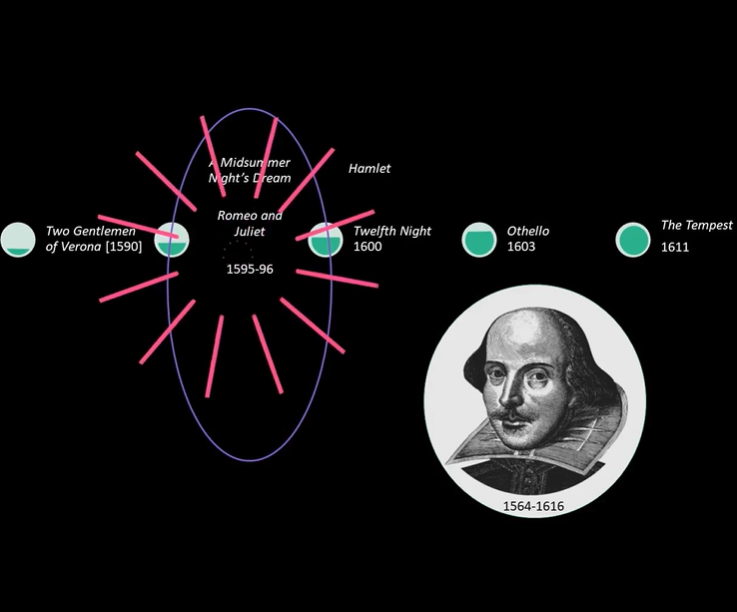 A Midsummer
Night's Dream
Hamlet
Romeo and
Juliet
Two Gentlemen
of Verona [1590]
Twelfth Night
1600
Othello
1603
The Tempest
1611
1595-96
1564-1616